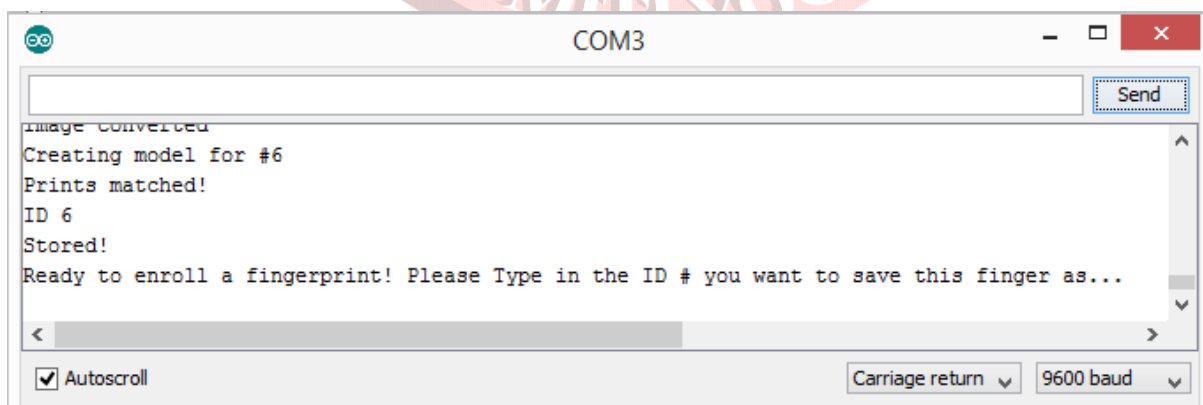 COM3
Send
Image converted
Creating model for #6
Prints matched!
ID 6
Stored!
Ready to enroll a fingerprint! Please Type in the ID # you want to save this finger as...
Autoscroll
Carriage return
9600 baud